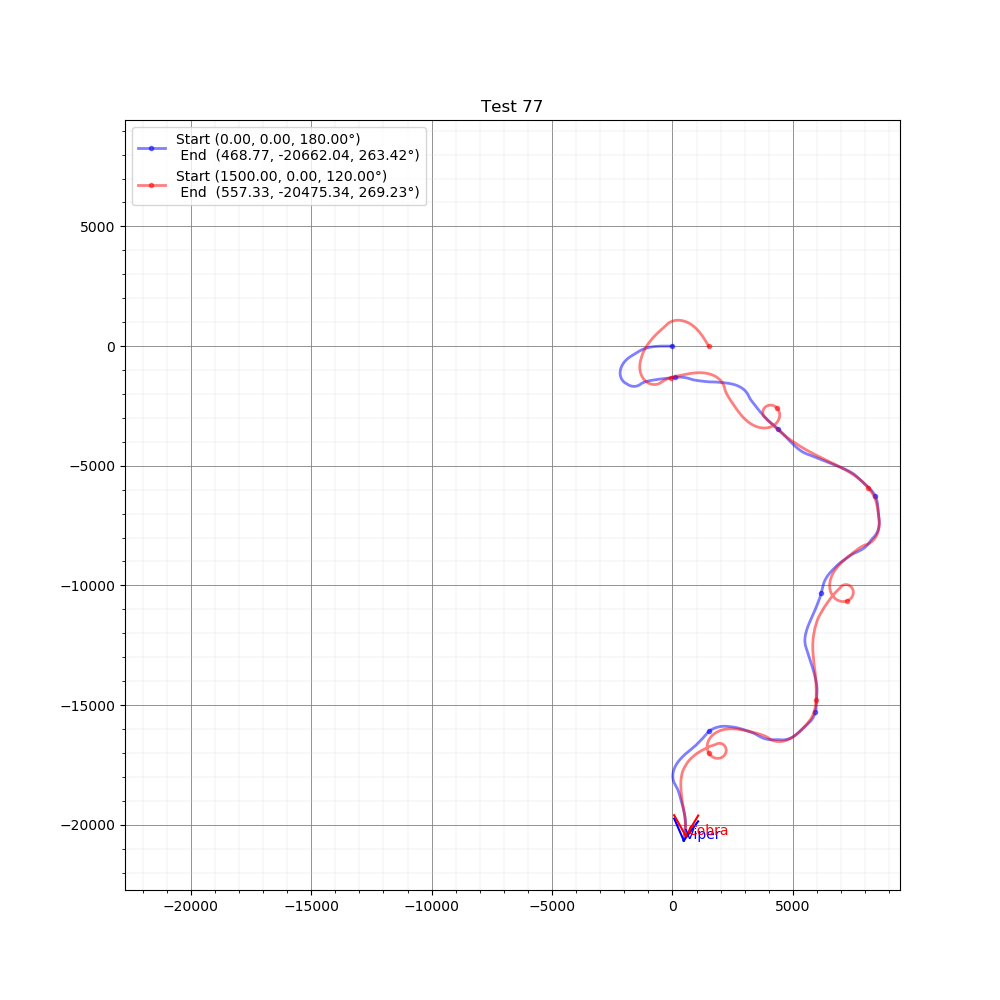 Test 77
Start (0.00, 0.00, 180.00°)
End (468.77, -20662.04, 263.42°)
Start (1500.00, 0.00, 120.00°)
End (557.33, -20475.34, 269.23°)
5000
0
-5000
-10000
-15000
-20000
Cobra
Viper
-20000 -15000 -10000 -5000 0 5000